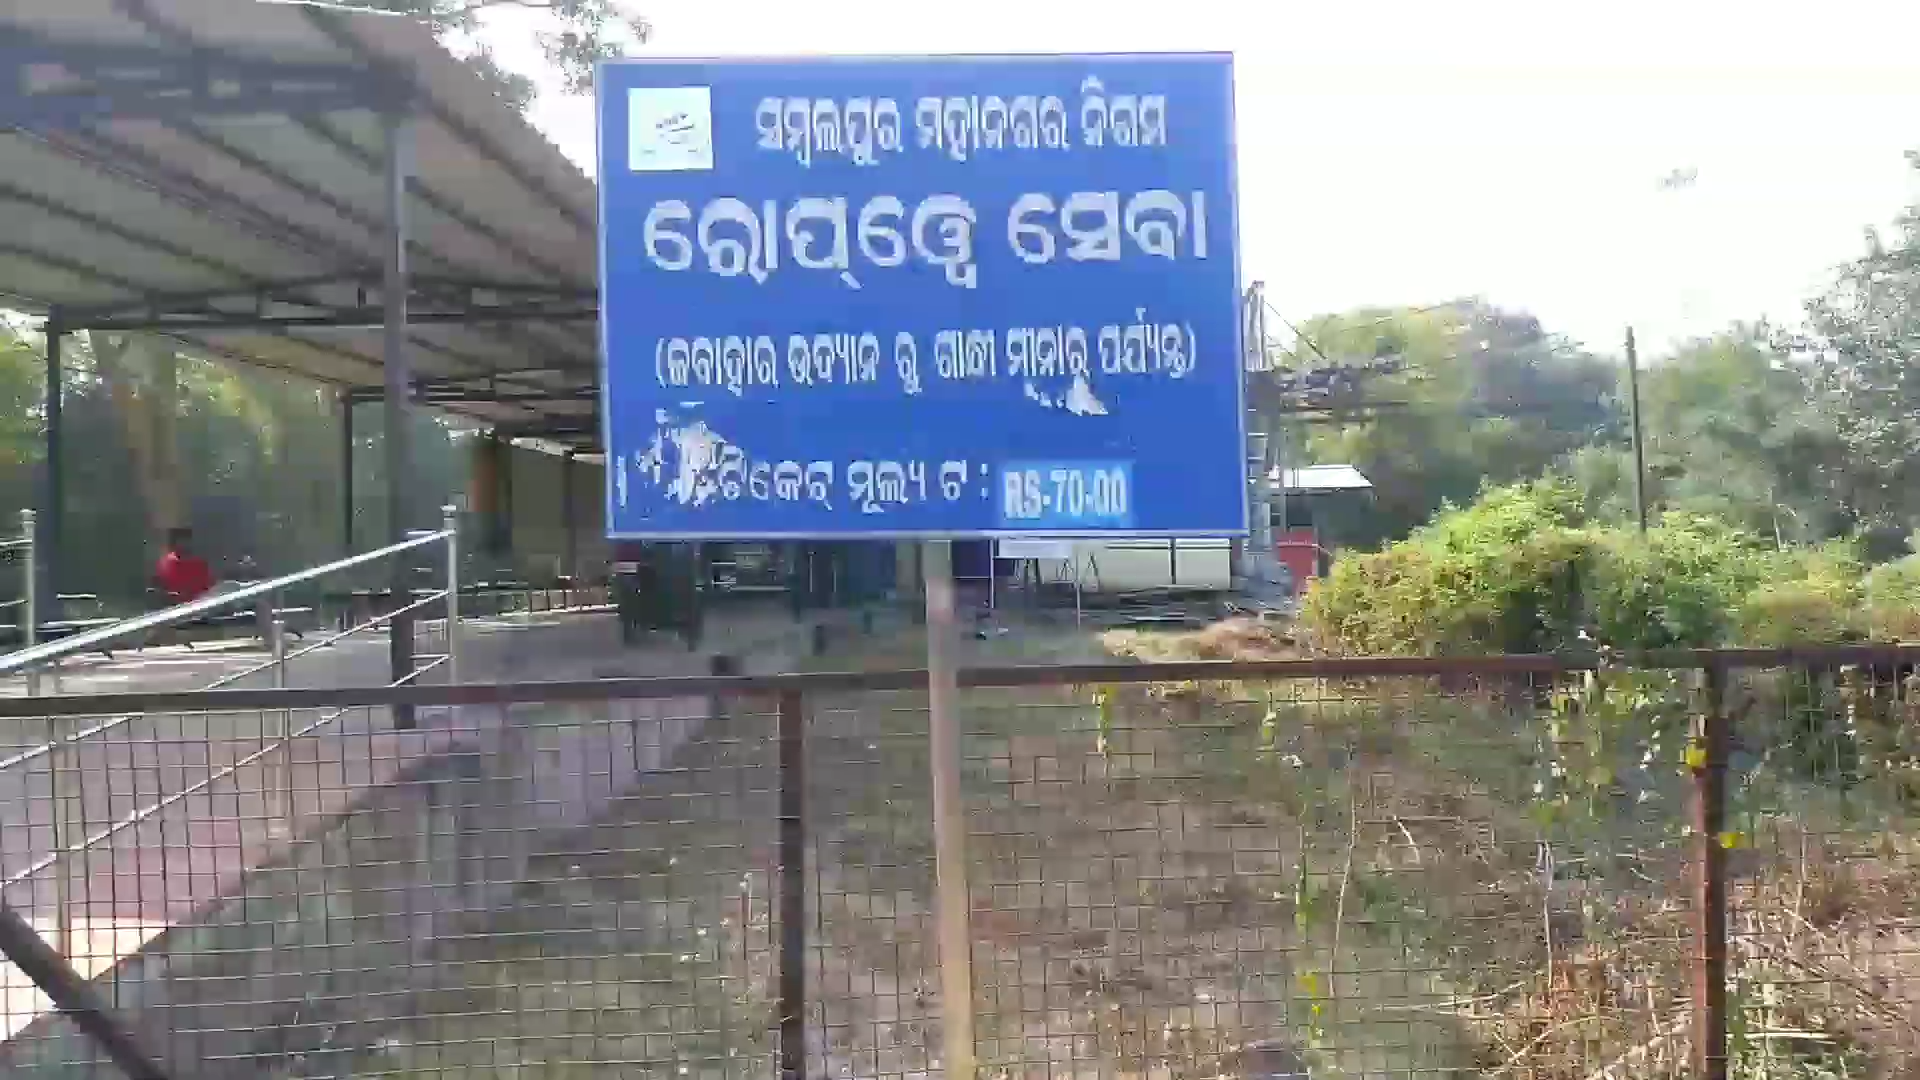 ସମ୍ବଲପୁର ମହାନଗର ନିଗମ
ରୋପ୍‌ୱେ ସେବା
(ଜବାହାର ଉଦ୍ୟାନ ରୁ ଗାନ୍ଧୀ ମୀନାର ପର୍ଯ୍ୟନ୍ତ)
ଟିକେଟ୍ ମୂଲ୍ୟ ଟ : RS-70-00